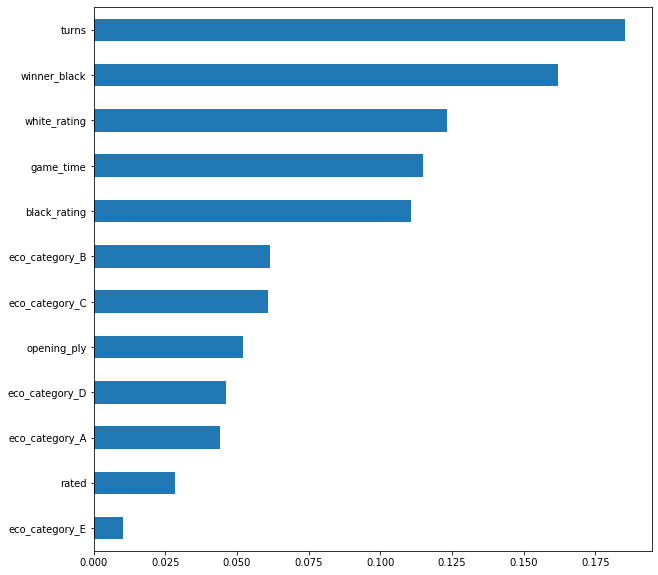 turns
winner_black
white_rating
game_time
black_rating
eco_category_B
eco_category_C
opening_ply
eco_category_D
eco_category_A
rated
eco_category_E
0.000 0.025 0.050 0.075 0.100 0.125 0.150 0.175